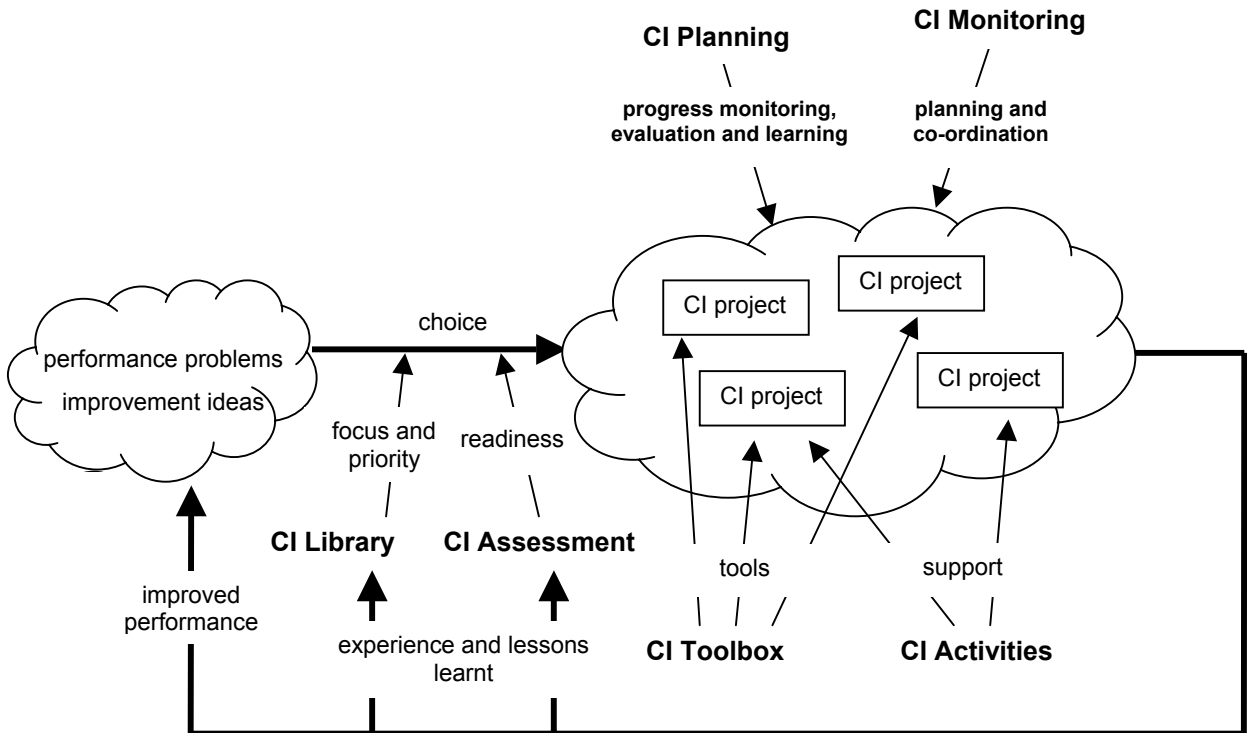 CI Planning
CI Monitoring
progress monitoring,
evaluation and learning
planning and
co-ordination
CI project
CI project
CI project
CI project
choice
performance problems
improvement ideas
focus and
priority
readiness
CI Library
CI Assessment
tools
support
improved
performance
experience and lessons
learnt
CI Toolbox
CI Activities